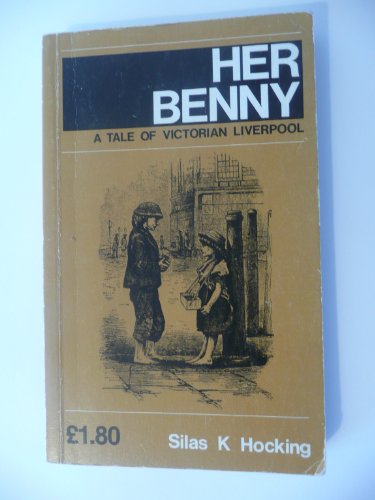 HER
BENNY
A TALE OF VICTORIAN LIVERPOOL
£1.80
Silas K Hocking